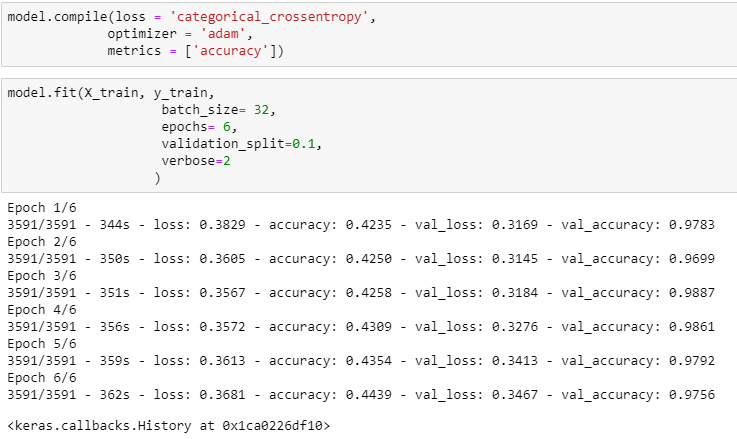 model.compile(loss = 'categorical_crossentropy',
optimizer = 'adam',
metrics = ['accuracy'])
model.fit(X_train, y_train,
batch_size= 32,
epochs= 6,
validation_split=0.1,
verbose=2
)
Epoch 1/6
3591/3591 - 344s - loss: 0.3829 - accuracy: 0.4235 - val_loss: 0.3169 - val_accuracy: 0.9783
Epoch 2/6
3591/3591 - 350s - loss: 0.3605 - accuracy: 0.4250 - val_loss: 0.3145 - val_accuracy: 0.9699
Epoch 3/6
3591/3591 - 351s - loss: 0.3567 - accuracy: 0.4258 - val_loss: 0.3184 - val_accuracy: 0.9887
Epoch 4/6
3591/3591 - 356s - loss: 0.3572 - accuracy: 0.4309 - val_loss: 0.3276 - val_accuracy: 0.9861
Epoch 5/6
3591/3591 - 359s - loss: 0.3613 - accuracy: 0.4354 - val_loss: 0.3413 - val_accuracy: 0.9792
Epoch 6/6
3591/3591 - 362s - loss: 0.3681 - accuracy: 0.4439 - val_loss: 0.3467 - val_accuracy: 0.9756
<keras.callbacks.History at 0x1ca0226df10>